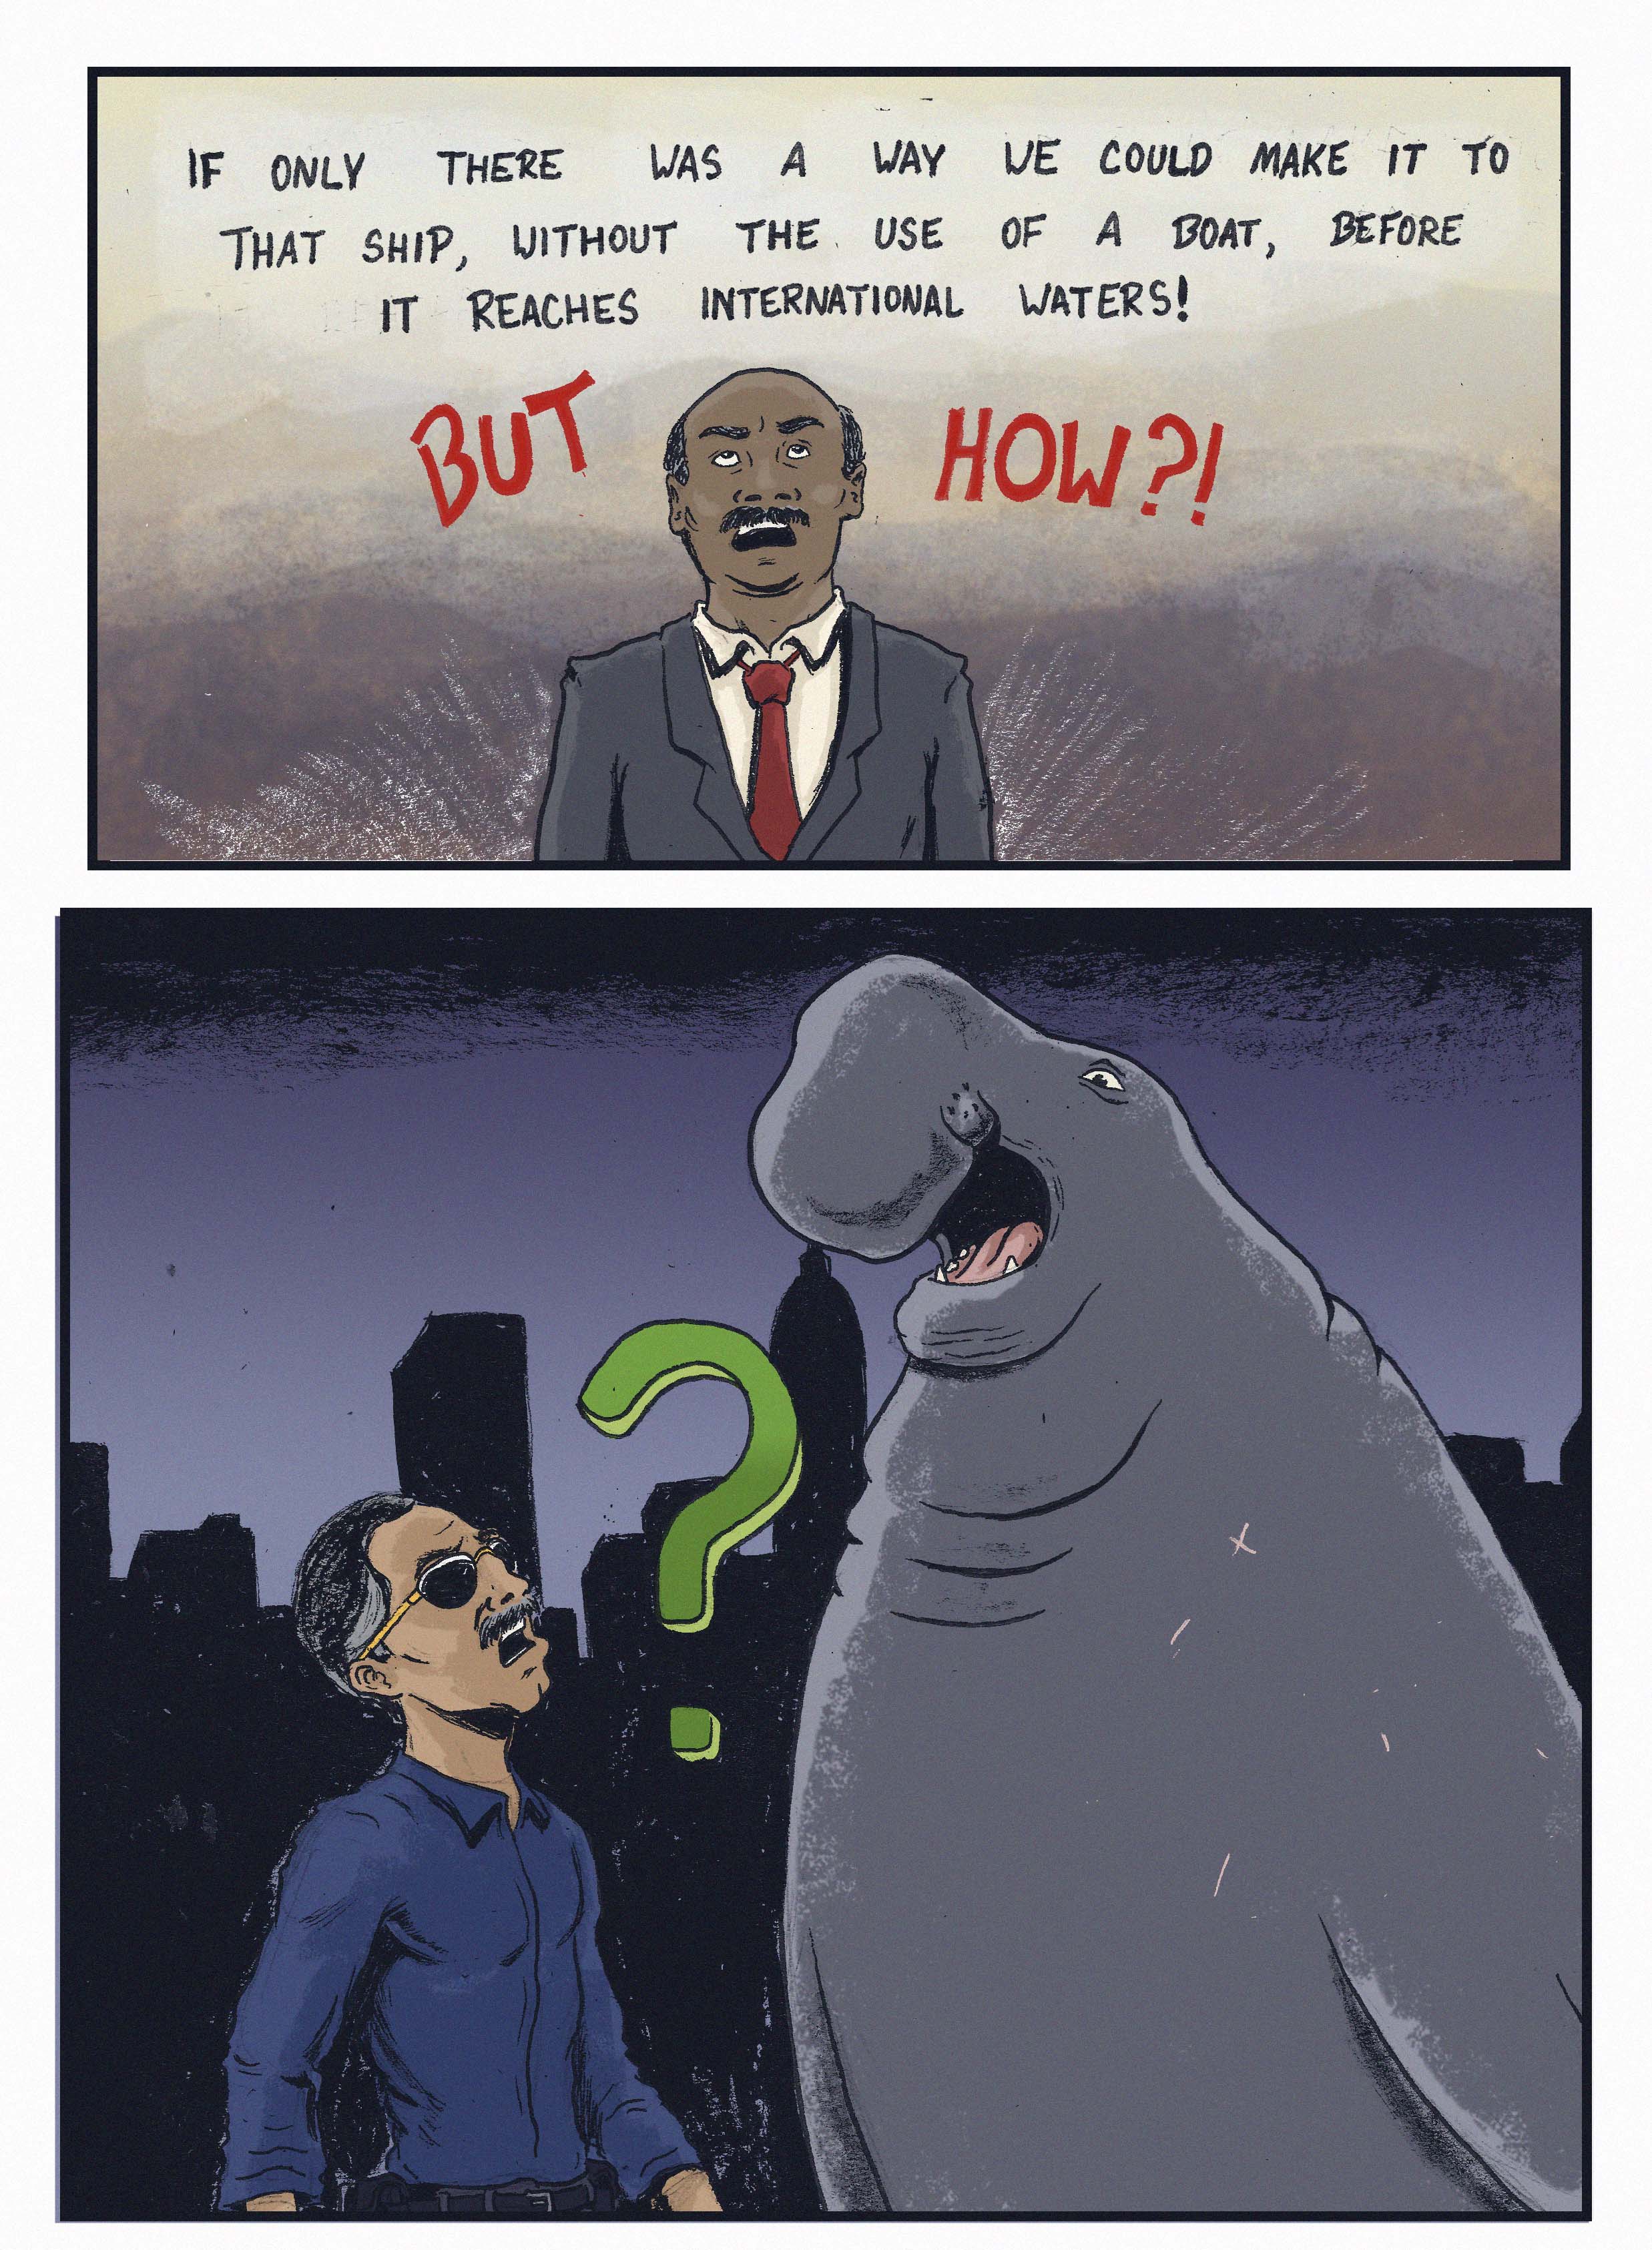 IF ONLY THERE WAS A WAY WE COULD MAKE IT TO
THAT SHIP, WITHOUT THE USE OF A BOAT, BEFORE
IT REACHES INTERNATIONAL WATERS!
BUT HOW?!
?